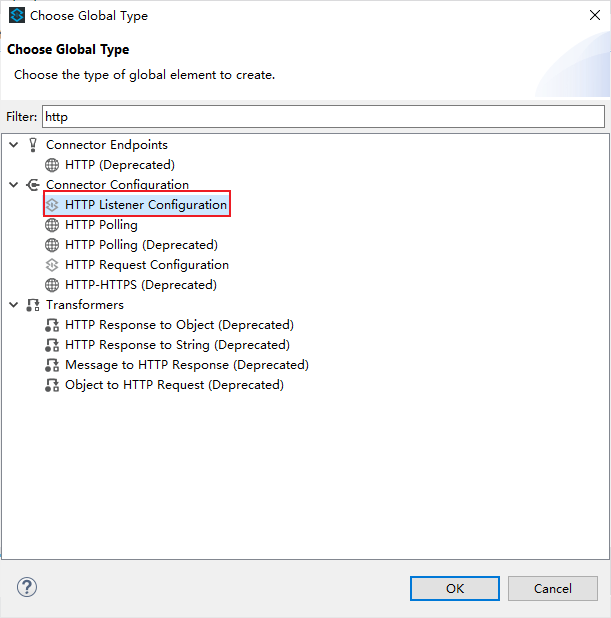 Choose Global Type
Choose Global Type
Choose the type of global element to create.
Filter: http
Connector Endpoints
HTTP (Deprecated)
Connector Configuration
HTTP Listener Configuration
HTTP Polling
HTTP Polling (Deprecated)
HTTP Request Configuration
HTTP-HTTPS (Deprecated)
Transformers
HTTP Response to Object (Deprecated)
HTTP Response to String (Deprecated)
Message to HTTP Response (Deprecated)
Object to HTTP Request (Deprecated)
? OK Cancel